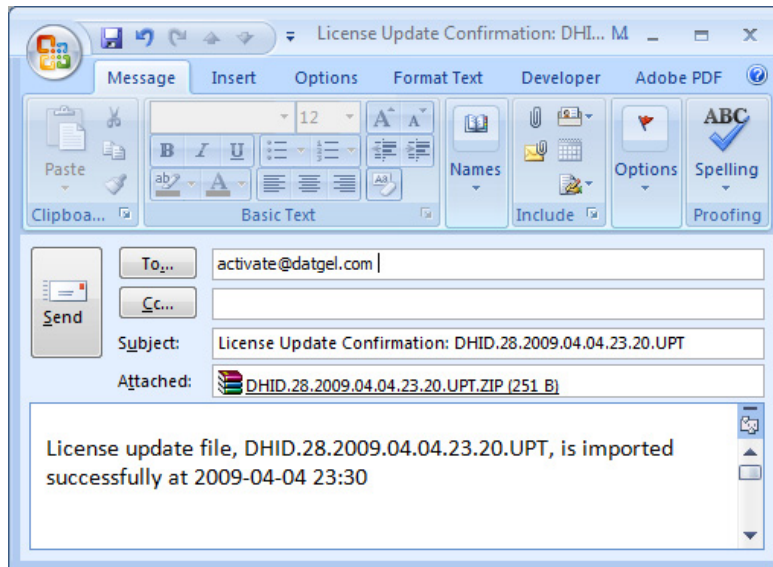 License Update Confirmation: DHI... M
Message Insert Options Format Text Developer Adobe PDF
Paste
12
A A
B I U
ab
A
Aa
Names
Options
ABC
Spelling
Clipboa...
Basic Text
Include
Proofing
Send
To...
activate@datgel.com
Cc...
Subject:
License Update Confirmation: DHID.28.2009.04.04.23.20.UPT
Attached:
DHID.28.2009.04.04.23.20.UPT.ZIP (251 B)
License update file, DHID.28.2009.04.04.23.20.UPT, is imported
successfully at 2009-04-04 23:30